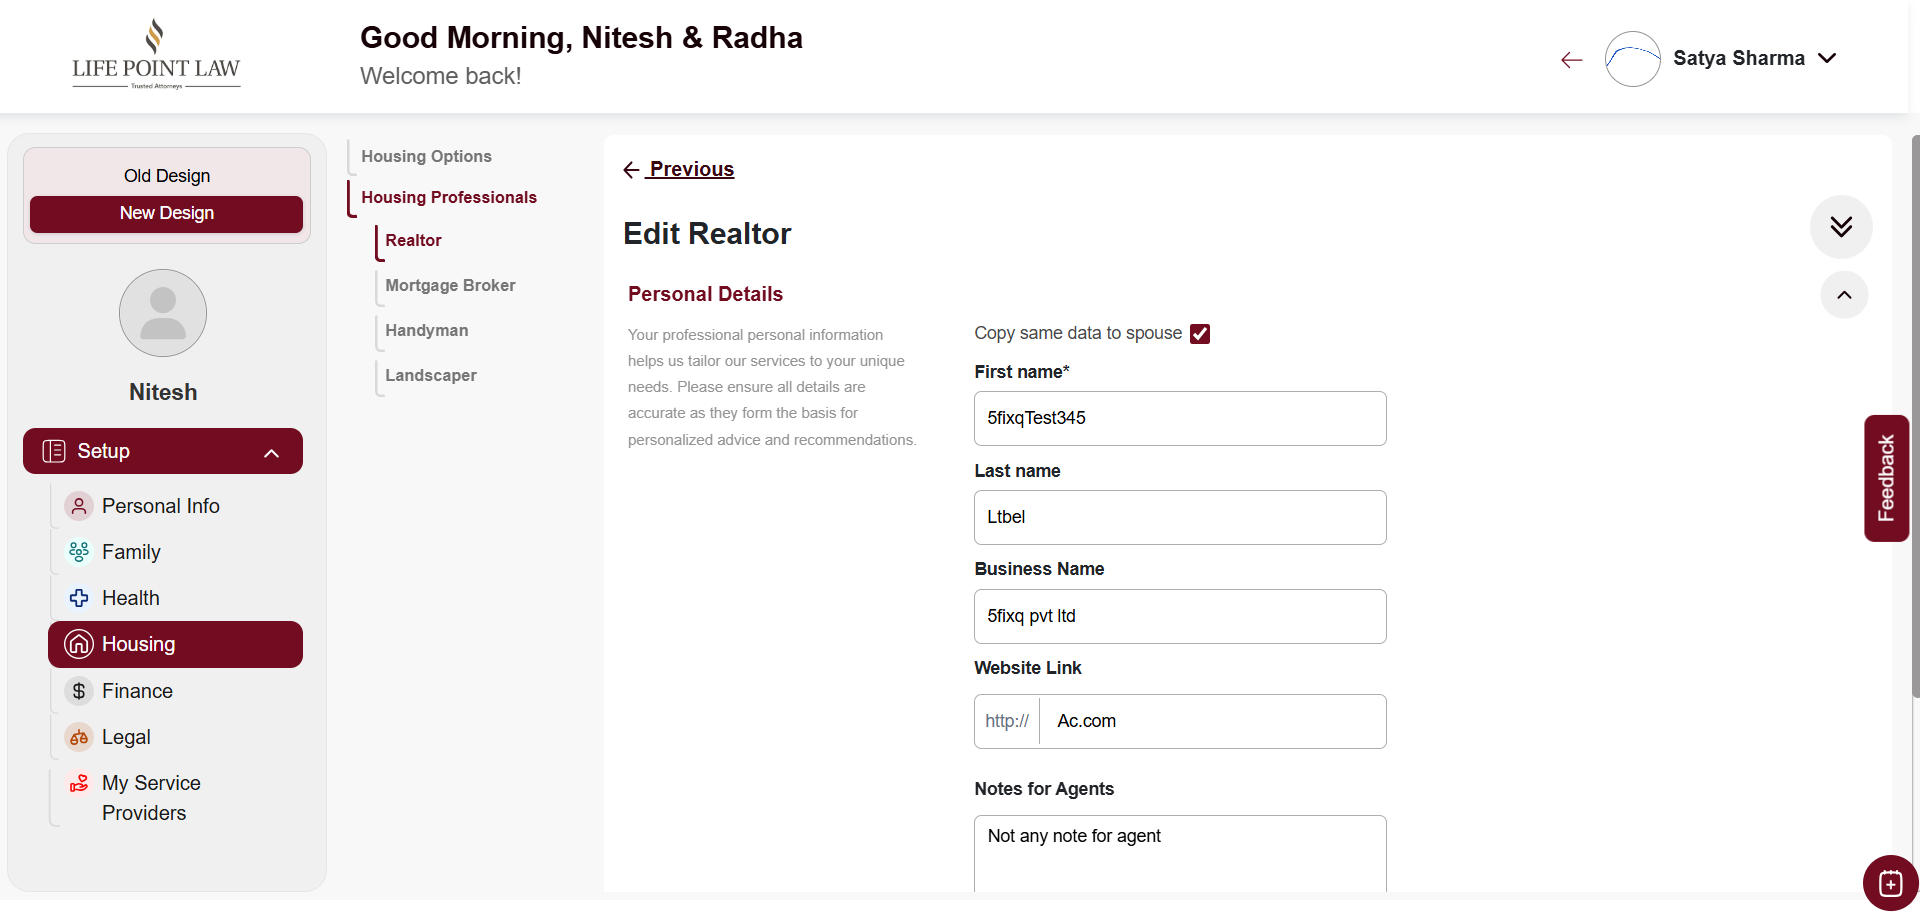 LIFE POINT LAW
Trusted Attorneys
Good Morning, Nitesh & Radha
Welcome back!
Satya Sharma
Old Design
New Design
Nitesh
Setup
Personal Info
Family
Health
Housing
Finance
Legal
My Service
Providers
Housing Options
Housing Professionals
Realtor
Mortgage Broker
Handyman
Landscaper
Previous
Edit Realtor
Personal Details
Your professional personal information
helps us tailor our services to your unique
needs. Please ensure all details are
accurate as they form the basis for
personalized advice and recommendations.
Copy same data to spouse
First name*
5fixqTest345
Last name
Ltbel
Business Name
5fixq pvt ltd
Website Link
http:// Ac.com
Notes for Agents
Not any note for agent
Feedback